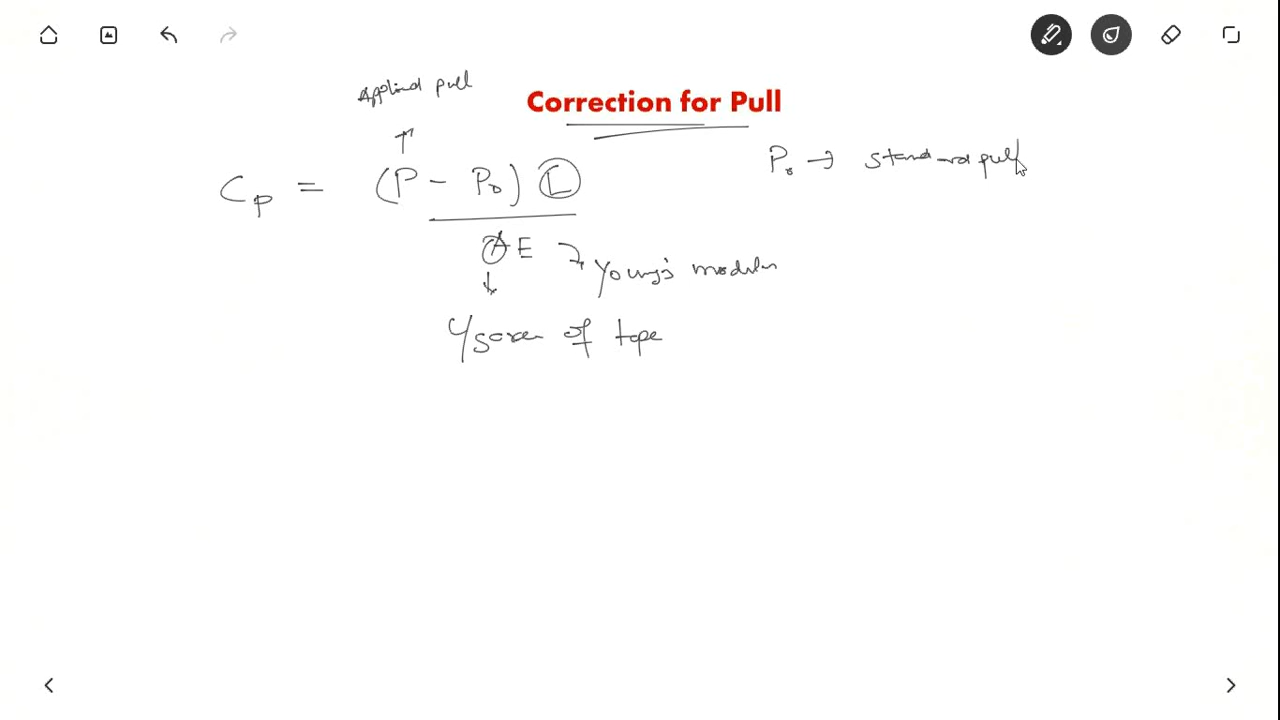 Applied pull
Correction for Pull
P₀ → standard pull
Cp = (P - P₀) L
AE
Young's modulus
c/s area of tape